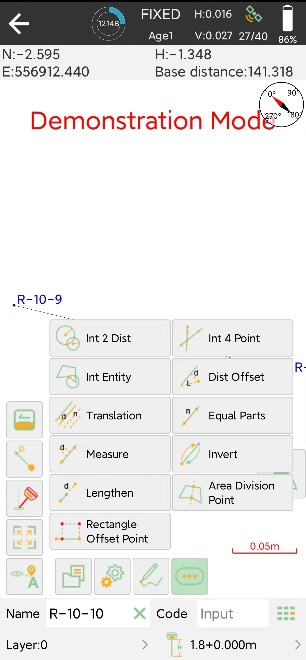 FIXED H:0.016
12.14B Age1 V:0.027 27/40 86%
N:-2.595 H:-1.348
E:556912.440 Base distance:141.318
0° 90°
Demonstration Mode
270° 180°
R-10-9
Int 2 Dist Int 4 Point
Int Entity d L Dist Offset R-
d n Translation n Equal Parts
d Measure Invert
d Lengthen Area Division
Point
Rectangle
Offset Point
0.05m
A
Name R-10-10 Code Input
Layer:0 H 1.8+0.000m